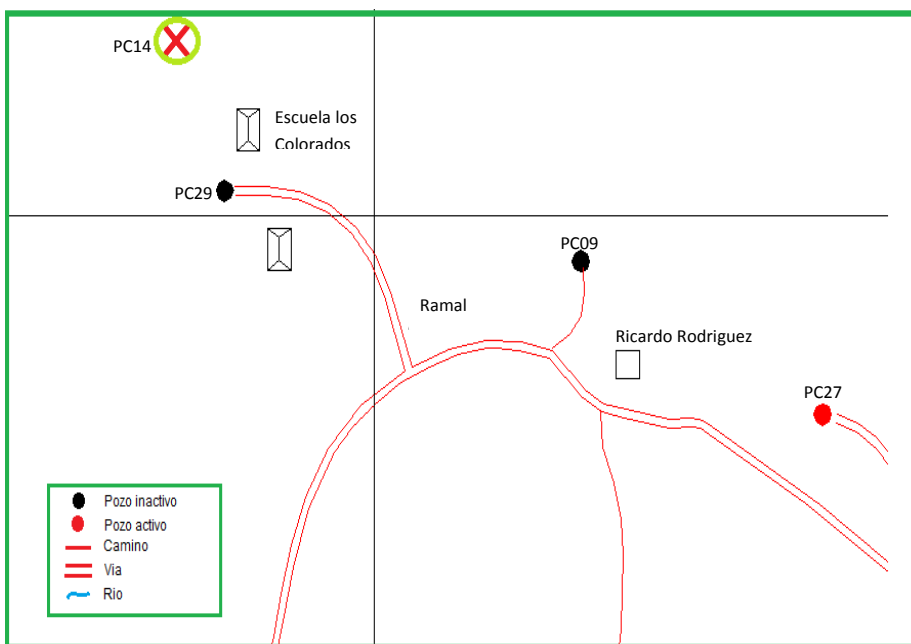 PC14
Escuela los
Colorados
PC29
PC09
Ramal
Ricardo Rodriguez
PC27
Pozo inactivo
Pozo activo
Camino
Via
Rio